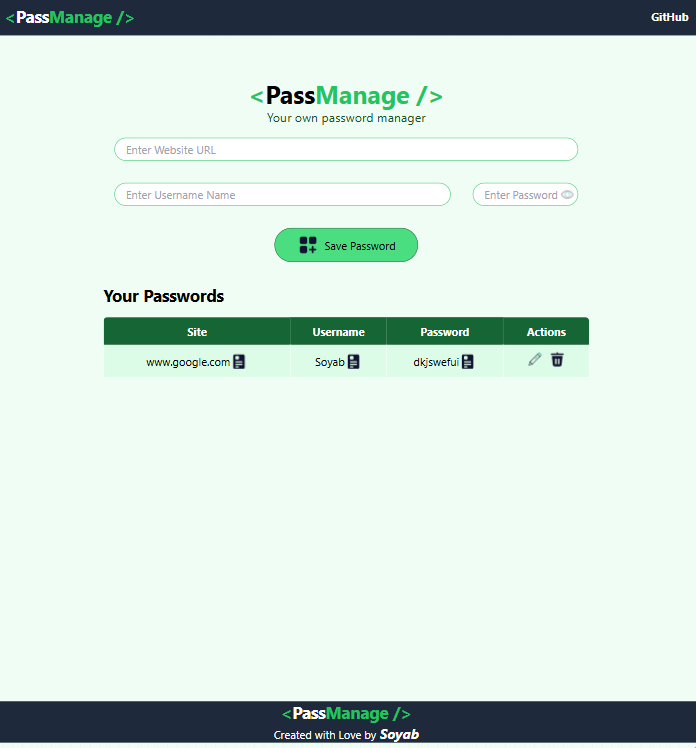 <PassManage /> GitHub
<PassManage />
Your own password manager
Enter Website URL
Enter Username Name Enter Password
Save Password
Your Passwords
Site Username Password Actions
www.google.com Soyab dkjswefui
<PassManage />
Created with Love by Soyab